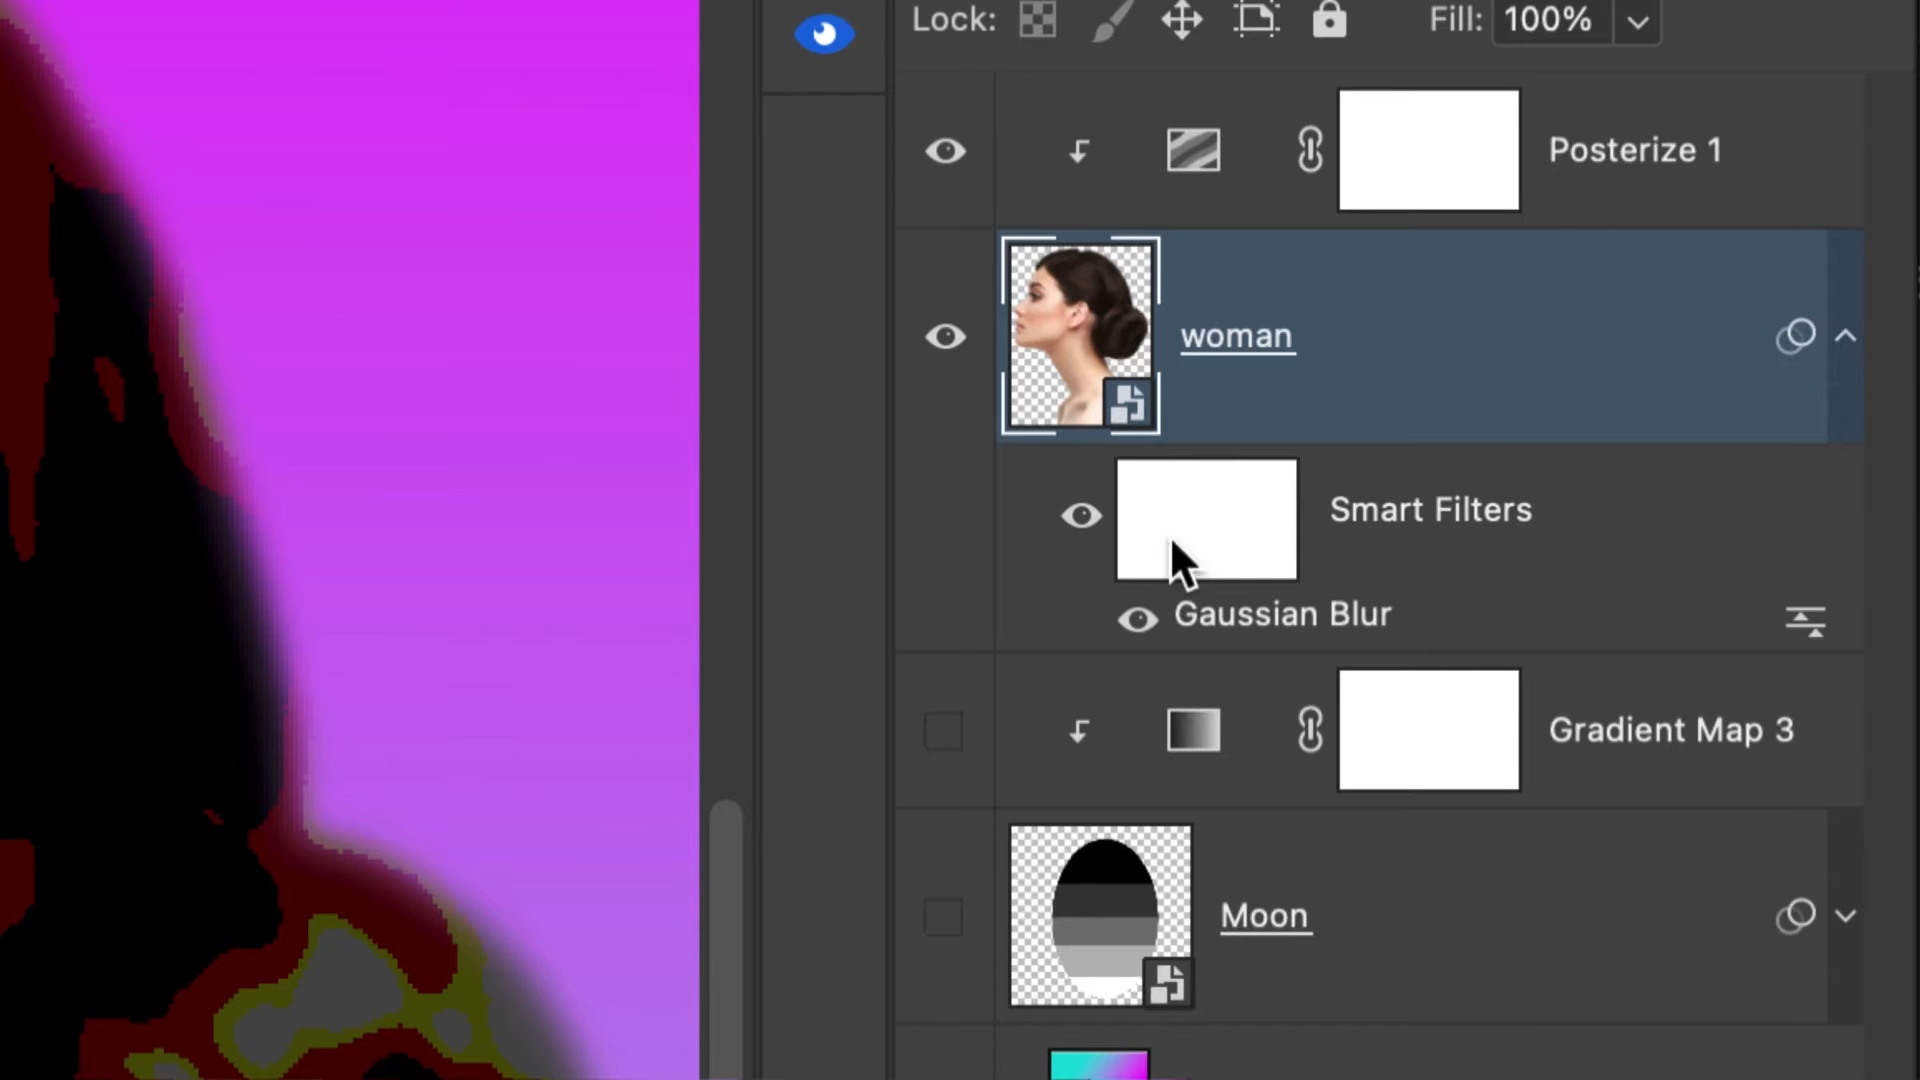 Lock: Fill: 100%
Posterize 1
woman
Smart Filters
Gaussian Blur
Gradient Map 3
Moon